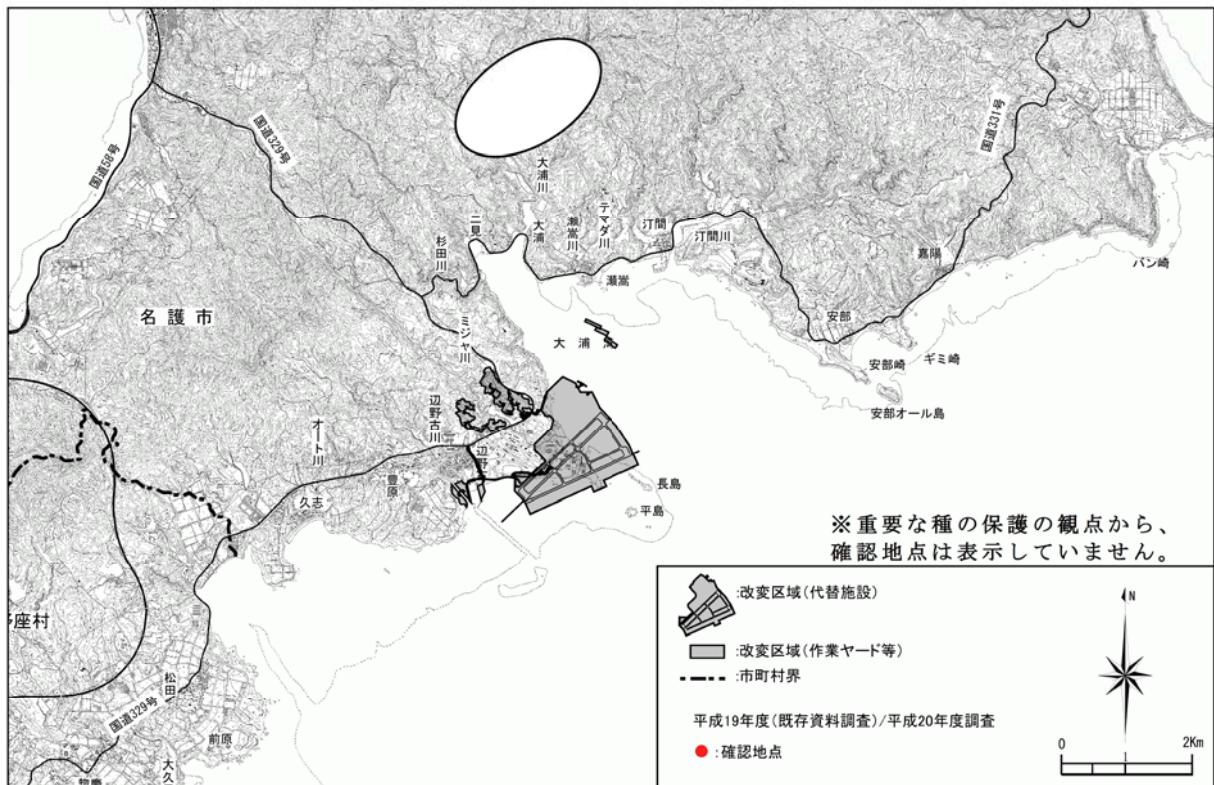 国道58号
国道329号
国道331号
大浦川
テマダ川
瀬嵩川
汀間
大浦
二見
杉田川
汀間川
嘉陽
バン崎
瀬嵩
名護市
ミジャ川
大浦
安部
安部崎
ギミ崎
安部オール島
辺野古川
オート川
辺野
豊原
久志
長島
平島
座村
松田
国道329号
前原
大久
※重要な種の保護の観点から、
確認地点は表示していません。
:改変区域(代替施設)
:改変区域(作業ヤード等)
:市町村界
平成19年度(既存資料調査)/平成20年度調査
:確認地点
N
0
1
2Km